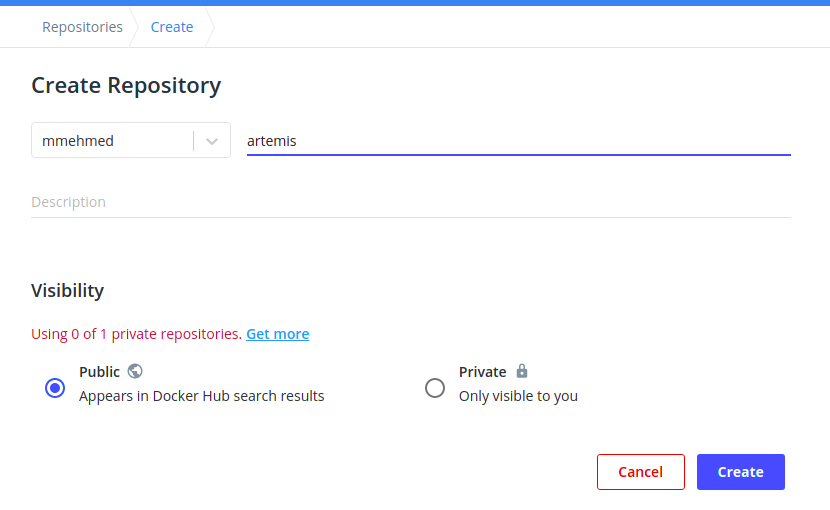 Repositories Create
Create Repository
mmehmed artemis
Description
Visibility
Using 0 of 1 private repositories. Get more
Public Private
Appears in Docker Hub search results Only visible to you
Cancel Create